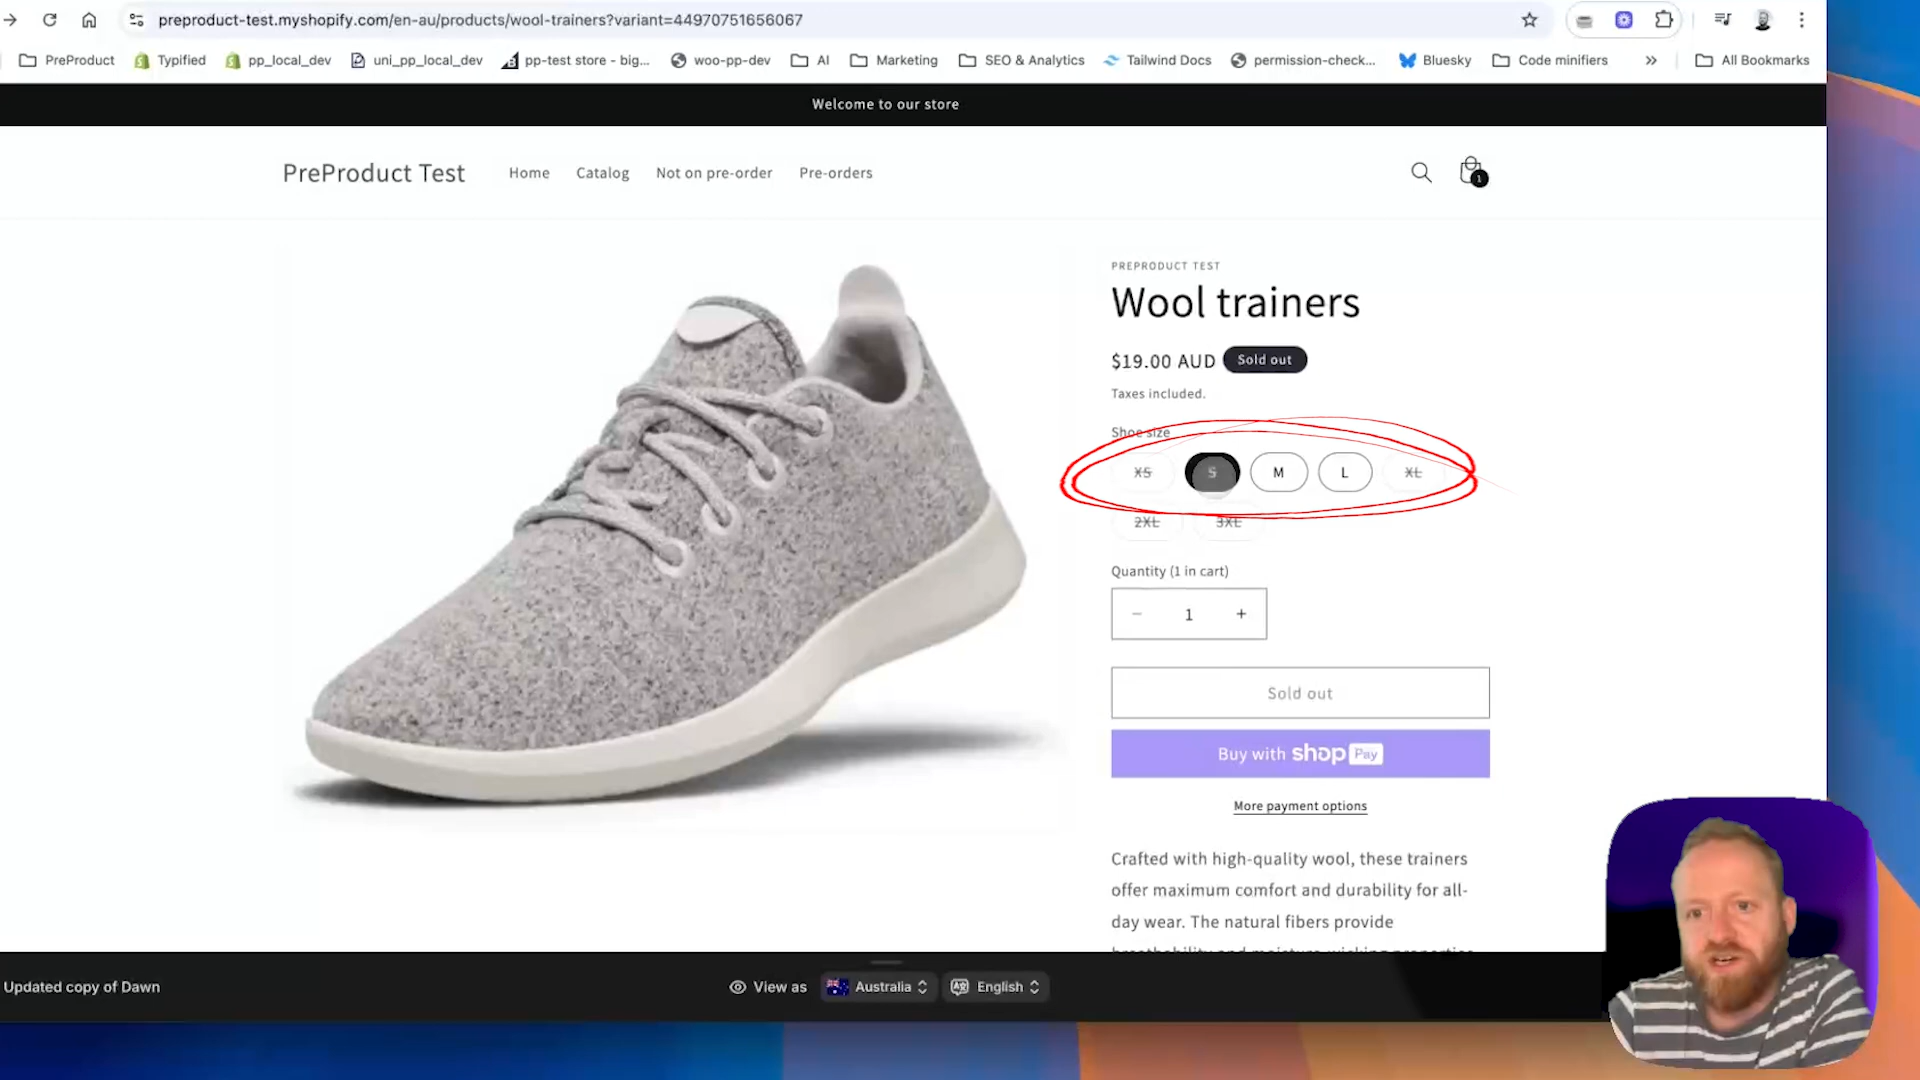 preproduct-test.myshopify.com/en-au/products/wool-trainers?variant=44970751656067
PreProduct
Typified
pp_local_dev
uni_pp_local_dev
pp-test store - big...
woo-pp-dev
AI
Marketing
SEO & Analytics
Tailwind Docs
permission-check...
Bluesky
Code minifiers
»
All Bookmarks
Welcome to our store
PreProduct Test
Home
Catalog
Not on pre-order
Pre-orders
1
PREPRODUCT TEST
Wool trainers
$19.00 AUD Sold out
Taxes included.
Shoe size
XS S M L XL
2XL 3XL
Quantity (1 in cart)
− 1 +
Sold out
Buy with shop Pay
More payment options
Crafted with high-quality wool, these trainers
offer maximum comfort and durability for all-
day wear. The natural fibers provide
breathability and moisture-wicking properties
Updated copy of Dawn
View as
Australia
English